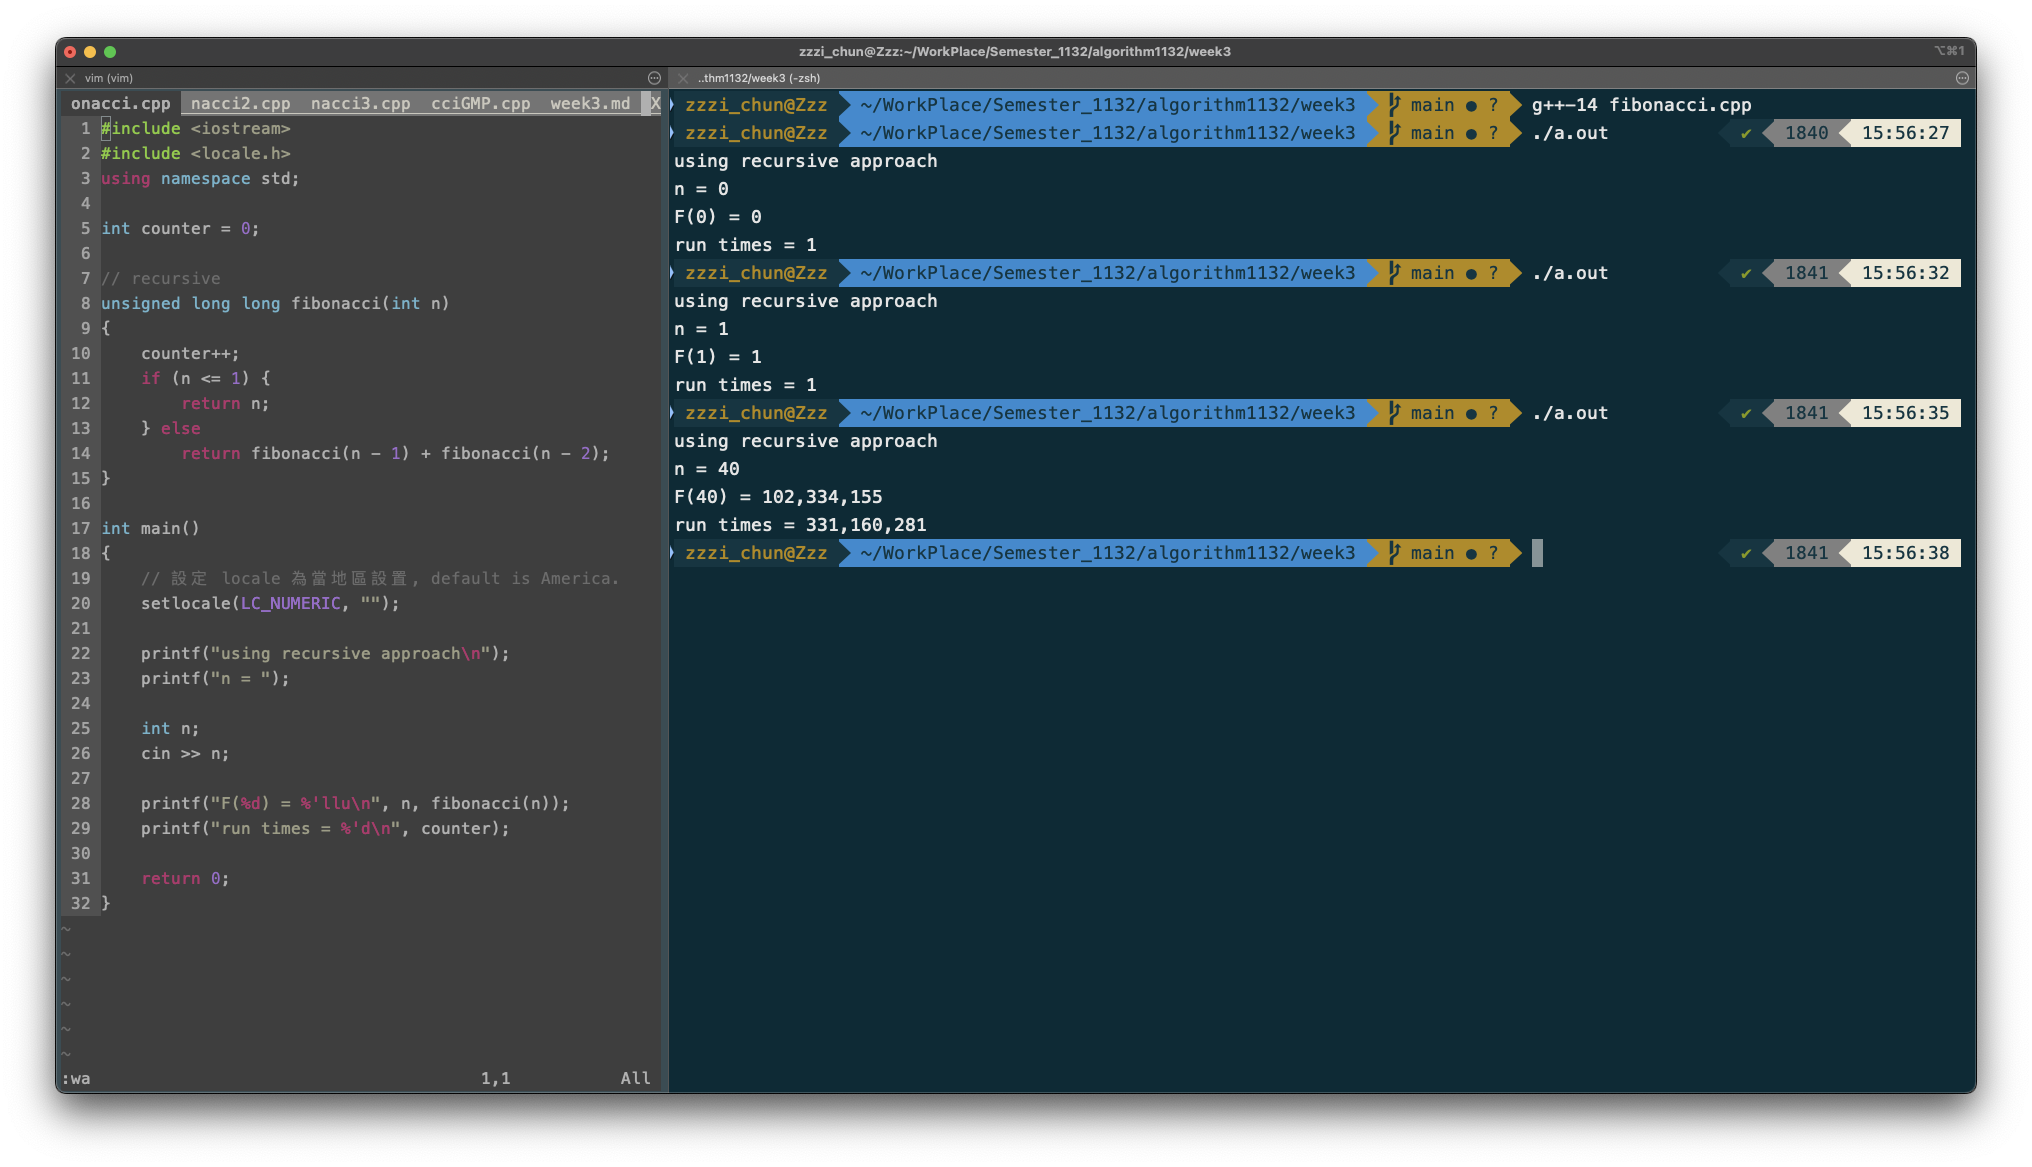 zzzi_chun@Zzz:~/WorkPlace/Semester_1132/algorithm1132/week3
⌥⌘1
vim (vim)
..thm1132/week3 (-zsh)
onacci.cpp nacci2.cpp nacci3.cpp cciGMP.cpp week3.md X
1 #include <iostream>
2 #include <locale.h>
3 using namespace std;
4
5 int counter = 0;
6
7 // recursive
8 unsigned long long fibonacci(int n)
9 {
10     counter++;
11     if (n <= 1) {
12         return n;
13     } else
14         return fibonacci(n - 1) + fibonacci(n - 2);
15 }
16
17 int main()
18 {
19     // 設定 locale 為當地區設置, default is America.
20     setlocale(LC_NUMERIC, "");
21
22     printf("using recursive approach\n");
23     printf("n = ");
24
25     int n;
26     cin >> n;
27
28     printf("F(%d) = %'llu\n", n, fibonacci(n));
29     printf("run times = %'d\n", counter);
30
31     return 0;
32 }
~
~
~
~
~
~
:wa 1,1 All
zzzi_chun@Zzz ~/WorkPlace/Semester_1132/algorithm1132/week3 main ● ? g++-14 fibonacci.cpp
zzzi_chun@Zzz ~/WorkPlace/Semester_1132/algorithm1132/week3 main ● ? ./a.out ✔ 1840 15:56:27
using recursive approach
n = 0
F(0) = 0
run times = 1
zzzi_chun@Zzz ~/WorkPlace/Semester_1132/algorithm1132/week3 main ● ? ./a.out ✔ 1841 15:56:32
using recursive approach
n = 1
F(1) = 1
run times = 1
zzzi_chun@Zzz ~/WorkPlace/Semester_1132/algorithm1132/week3 main ● ? ./a.out ✔ 1841 15:56:35
using recursive approach
n = 40
F(40) = 102,334,155
run times = 331,160,281
zzzi_chun@Zzz ~/WorkPlace/Semester_1132/algorithm1132/week3 main ● ? ✔ 1841 15:56:38